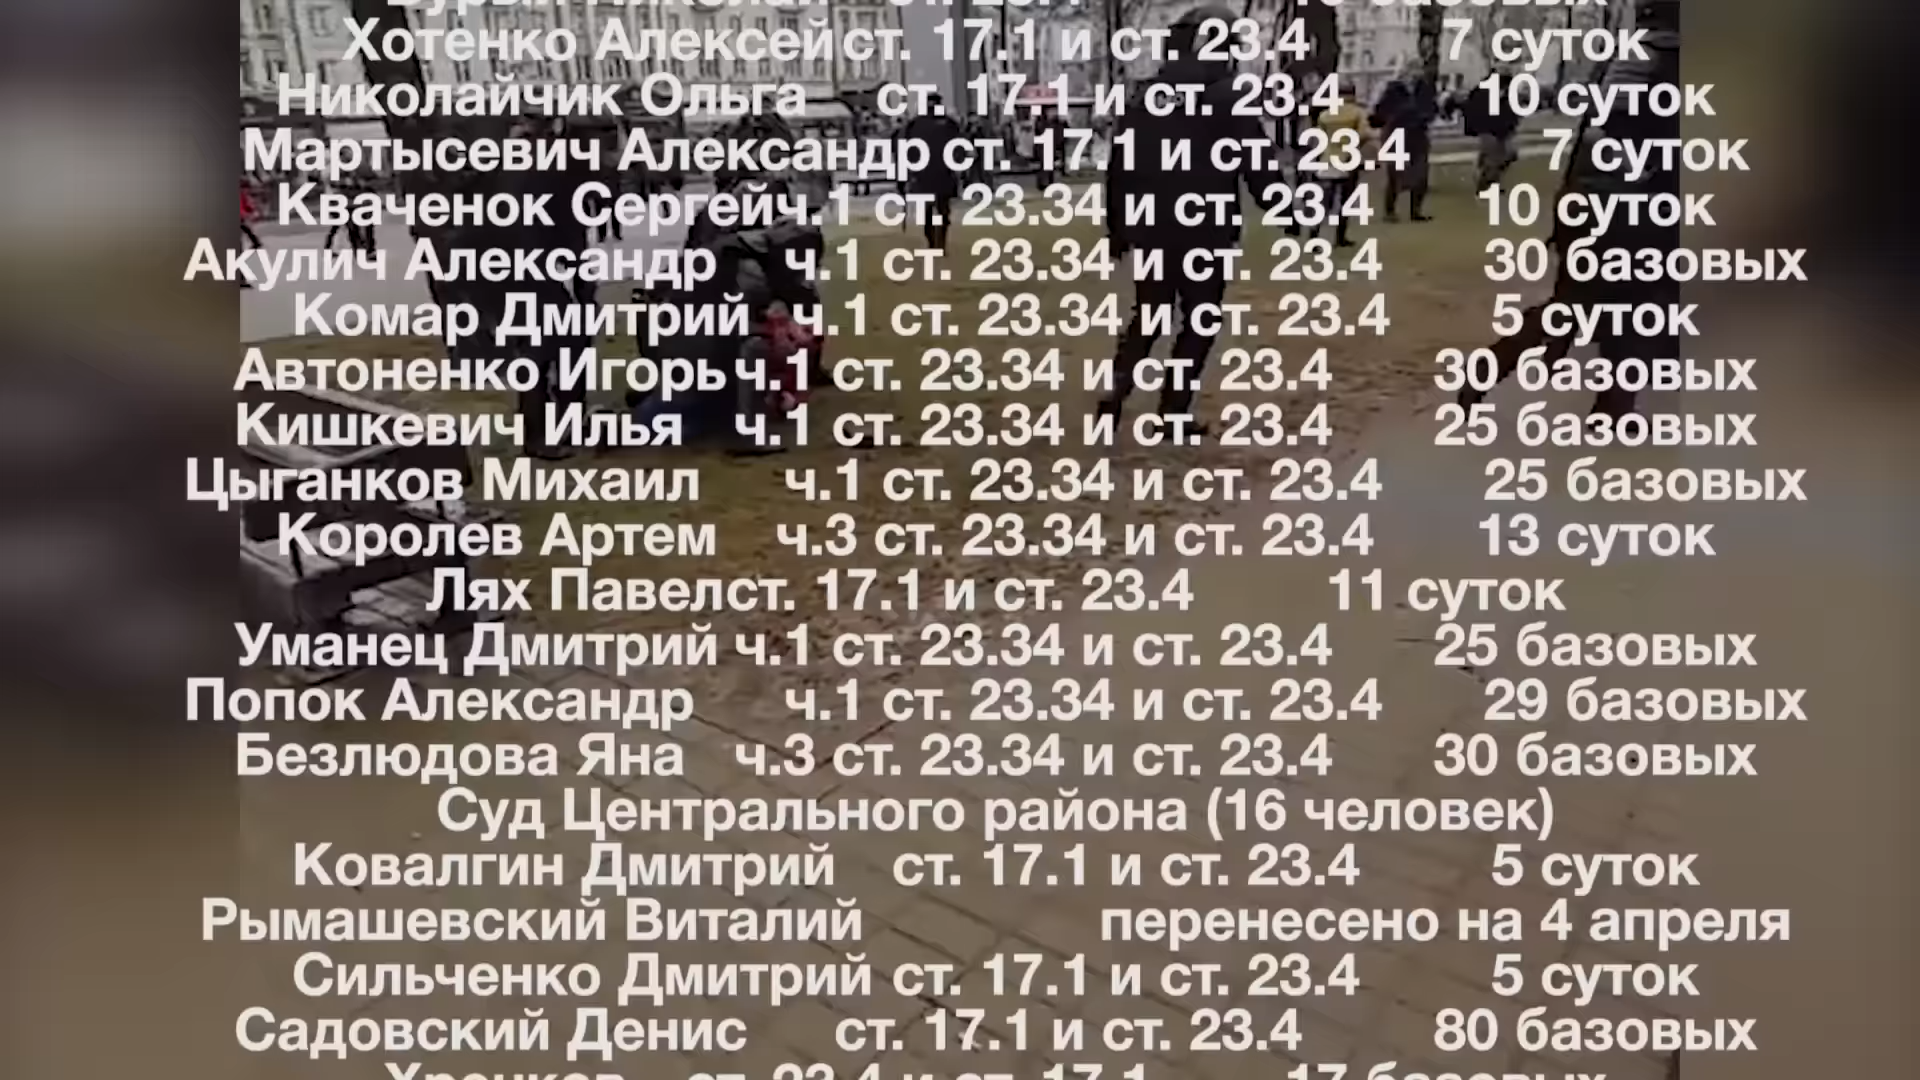 Хотенко Алексей ст. 17.1 и ст. 23.4 7 суток
Николайчик Ольга ст. 17.1 и ст. 23.4 10 суток
Мартысевич Александр ст. 17.1 и ст. 23.4 7 суток
Кваченок Сергей ч.1 ст. 23.34 и ст. 23.4 10 суток
Акулич Александр ч.1 ст. 23.34 и ст. 23.4 30 базовых
Комар Дмитрий ч.1 ст. 23.34 и ст. 23.4 5 суток
Автоненко Игорь ч.1 ст. 23.34 и ст. 23.4 30 базовых
Кишкевич Илья ч.1 ст. 23.34 и ст. 23.4 25 базовых
Цыганков Михаил ч.1 ст. 23.34 и ст. 23.4 25 базовых
Королев Артем ч.3 ст. 23.34 и ст. 23.4 13 суток
Лях Павел ст. 17.1 и ст. 23.4 11 суток
Уманец Дмитрий ч.1 ст. 23.34 и ст. 23.4 25 базовых
Попок Александр ч.1 ст. 23.34 и ст. 23.4 29 базовых
Безлюдова Яна ч.3 ст. 23.34 и ст. 23.4 30 базовых
Суд Центрального района (16 человек)
Ковалгин Дмитрий ст. 17.1 и ст. 23.4 5 суток
Рымашевский Виталий перенесено на 4 апреля
Сильченко Дмитрий ст. 17.1 и ст. 23.4 5 суток
Садовский Денис ст. 17.1 и ст. 23.4 80 базовых
ст. 23.4 и ст. 17.1 17 базовых